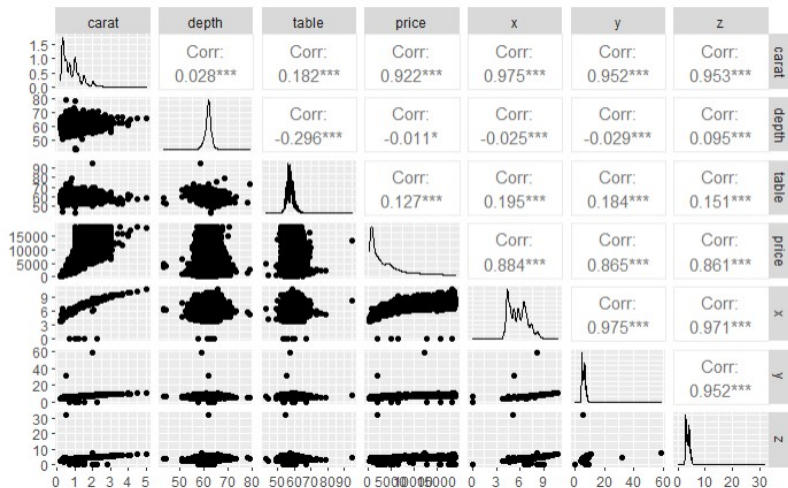 carat depth table price x y z
1.5 Corr: Corr: Corr: Corr: Corr: Corr: carat
1.0
0.5 0.028*** 0.182*** 0.922*** 0.975*** 0.952*** 0.953***
0.0
80 Corr: Corr: Corr: Corr: Corr: depth
70
60 -0.296*** -0.011* -0.025*** -0.029*** 0.095***
50
90 Corr: Corr: Corr: Corr: table
80
70
60 0.127*** 0.195*** 0.184*** 0.151***
50
15000 Corr: Corr: Corr: price
10000
5000 0.884*** 0.865*** 0.861***
0
9 Corr: Corr: x
6
3 0.975*** 0.971***
0
60 Corr: y
40
20 0.952***
0
30 z
20
10
0
0 1 2 3 4 5 50 60 70 80 50 60 70 80 90 0 5000 10000 15000 0 3 6 9 0 20 40 60 0 10 20 30